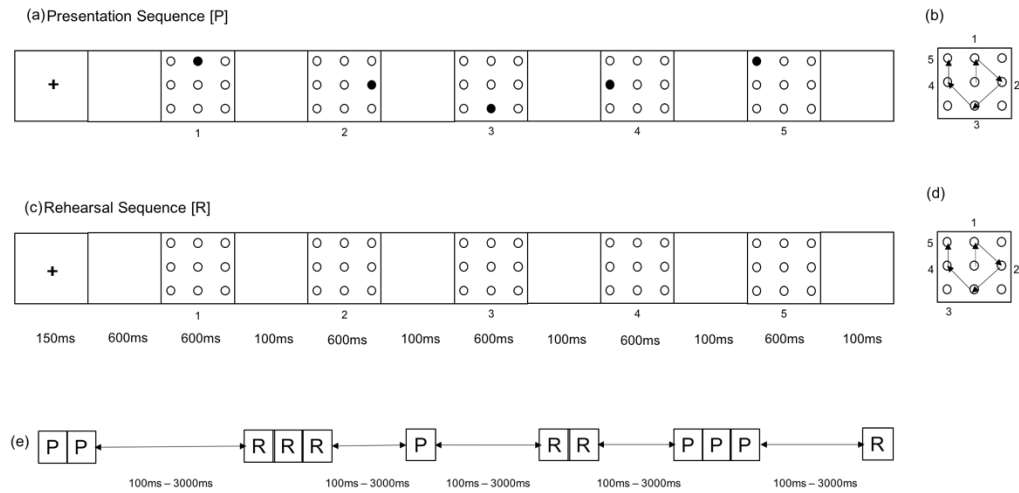 (a) Presentation Sequence [P]
(b)
1
+
5
4
2
3
1
2
3
4
5
(c) Rehearsal Sequence [R]
(d)
1
+
5
4
2
3
1
2
3
4
5
150ms
600ms
600ms
100ms
600ms
100ms
600ms
100ms
600ms
100ms
600ms
100ms
(e)
P P
R R R
P
R R
P P P
R
100ms – 3000ms
100ms – 3000ms
100ms – 3000ms
100ms – 3000ms
100ms – 3000ms